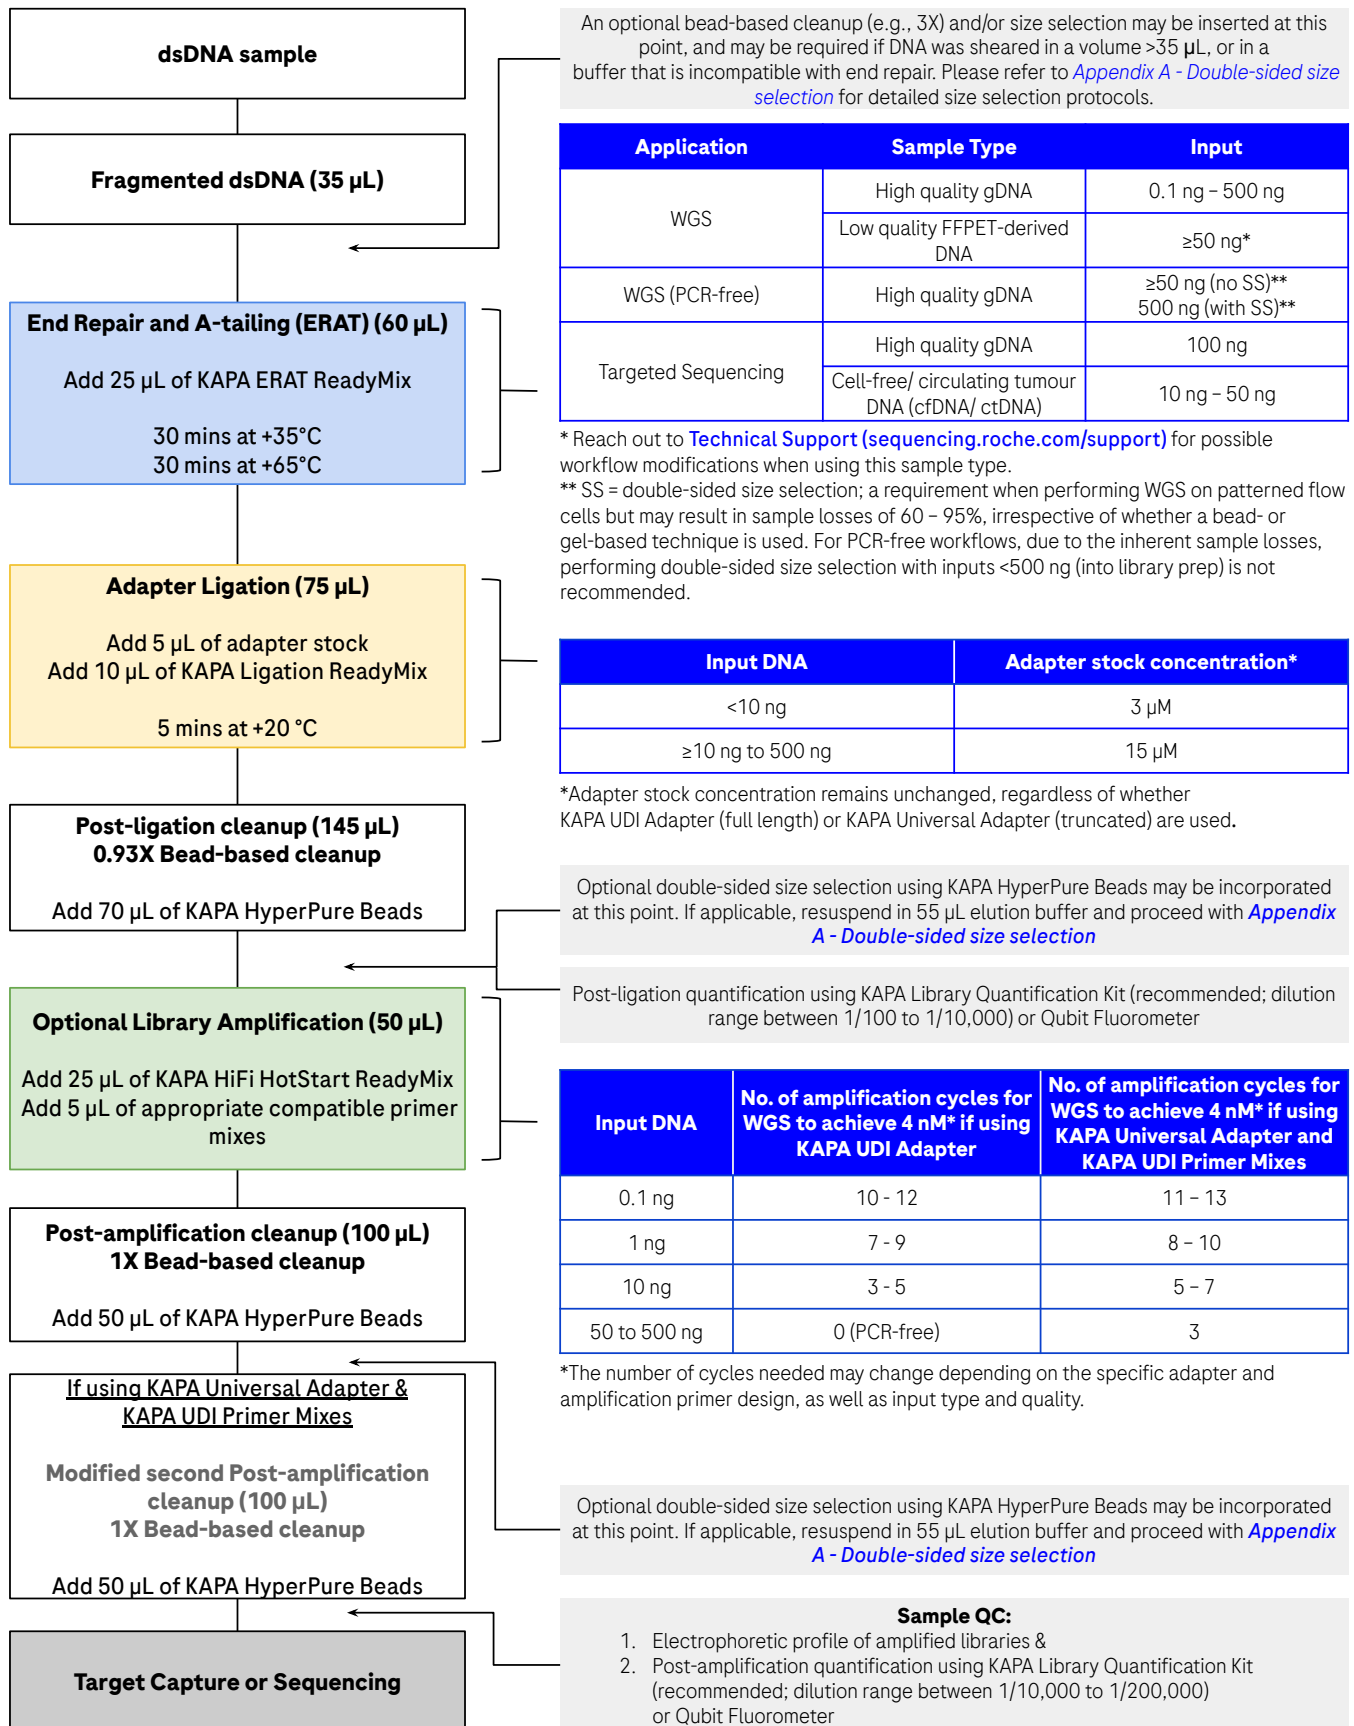 dsDNA sample
Fragmented dsDNA (35 µL)
End Repair and A-tailing (ERAT) (60 µL)
Add 25 µL of KAPA ERAT ReadyMix
30 mins at +35°C
30 mins at +65°C
Adapter Ligation (75 µL)
Add 5 µL of adapter stock
Add 10 µL of KAPA Ligation ReadyMix
5 mins at +20 °C
Post-ligation cleanup (145 µL)
0.93X Bead-based cleanup
Add 70 µL of KAPA HyperPure Beads
Optional Library Amplification (50 µL)
Add 25 µL of KAPA HiFi HotStart ReadyMix
Add 5 µL of appropriate compatible primer
mixes
Post-amplification cleanup (100 µL)
1X Bead-based cleanup
Add 50 µL of KAPA HyperPure Beads
If using KAPA Universal Adapter &
KAPA UDI Primer Mixes
Modified second Post-amplification
cleanup (100 µL)
1X Bead-based cleanup
Add 50 µL of KAPA HyperPure Beads
Target Capture or Sequencing
An optional bead-based cleanup (e.g., 3X) and/or size selection may be inserted at this
point, and may be required if DNA was sheared in a volume >35 µL, or in a
buffer that is incompatible with end repair. Please refer to Appendix A - Double-sided size
selection for detailed size selection protocols.
Application Sample Type Input
WGS High quality gDNA 0.1 ng – 500 ng
Low quality FFPET-derived
DNA ≥50 ng*
WGS (PCR-free) High quality gDNA ≥50 ng (no SS)**
500 ng (with SS)**
Targeted Sequencing High quality gDNA 100 ng
Cell-free/ circulating tumour
DNA (cfDNA/ ctDNA) 10 ng – 50 ng
* Reach out to Technical Support (sequencing.roche.com/support) for possible
workflow modifications when using this sample type.
** SS = double-sided size selection; a requirement when performing WGS on patterned flow
cells but may result in sample losses of 60 – 95%, irrespective of whether a bead- or
gel-based technique is used. For PCR-free workflows, due to the inherent sample losses,
performing double-sided size selection with inputs <500 ng (into library prep) is not
recommended.
Input DNA Adapter stock concentration*
<10 ng 3 µM
≥10 ng to 500 ng 15 µM
*Adapter stock concentration remains unchanged, regardless of whether
KAPA UDI Adapter (full length) or KAPA Universal Adapter (truncated) are used.
Optional double-sided size selection using KAPA HyperPure Beads may be incorporated
at this point. If applicable, resuspend in 55 µL elution buffer and proceed with Appendix
A - Double-sided size selection
Post-ligation quantification using KAPA Library Quantification Kit (recommended; dilution
range between 1/100 to 1/10,000) or Qubit Fluorometer
Input DNA
No. of amplification cycles for
WGS to achieve 4 nM* if using
KAPA UDI Adapter
No. of amplification cycles for
WGS to achieve 4 nM* if using
KAPA Universal Adapter and
KAPA UDI Primer Mixes
0.1 ng 10 - 12 11 – 13
1 ng 7 - 9 8 – 10
10 ng 3 - 5 5 – 7
50 to 500 ng 0 (PCR-free) 3
*The number of cycles needed may change depending on the specific adapter and
amplification primer design, as well as input type and quality.
Optional double-sided size selection using KAPA HyperPure Beads may be incorporated
at this point. If applicable, resuspend in 55 µL elution buffer and proceed with Appendix
A - Double-sided size selection
Sample QC:
1. Electrophoretic profile of amplified libraries &
2. Post-amplification quantification using KAPA Library Quantification Kit
(recommended; dilution range between 1/10,000 to 1/200,000)
or Qubit Fluorometer